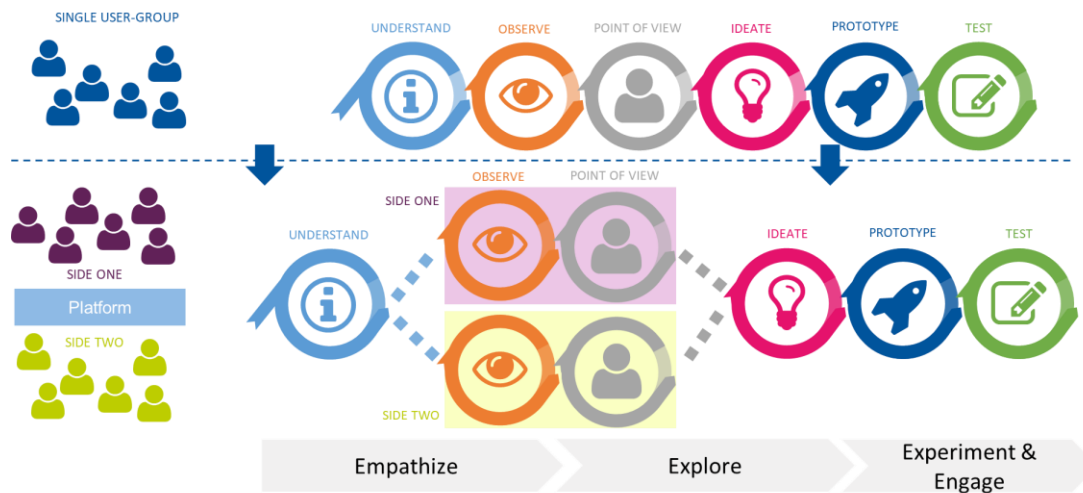 SINGLE USER-GROUP
UNDERSTAND
OBSERVE
POINT OF VIEW
IDEATE
PROTOTYPE
TEST
OBSERVE
POINT OF VIEW
SIDE ONE
UNDERSTAND
IDEATE
PROTOTYPE
TEST
SIDE ONE
Platform
SIDE TWO
SIDE TWO
Empathize
Explore
Experiment &
Engage